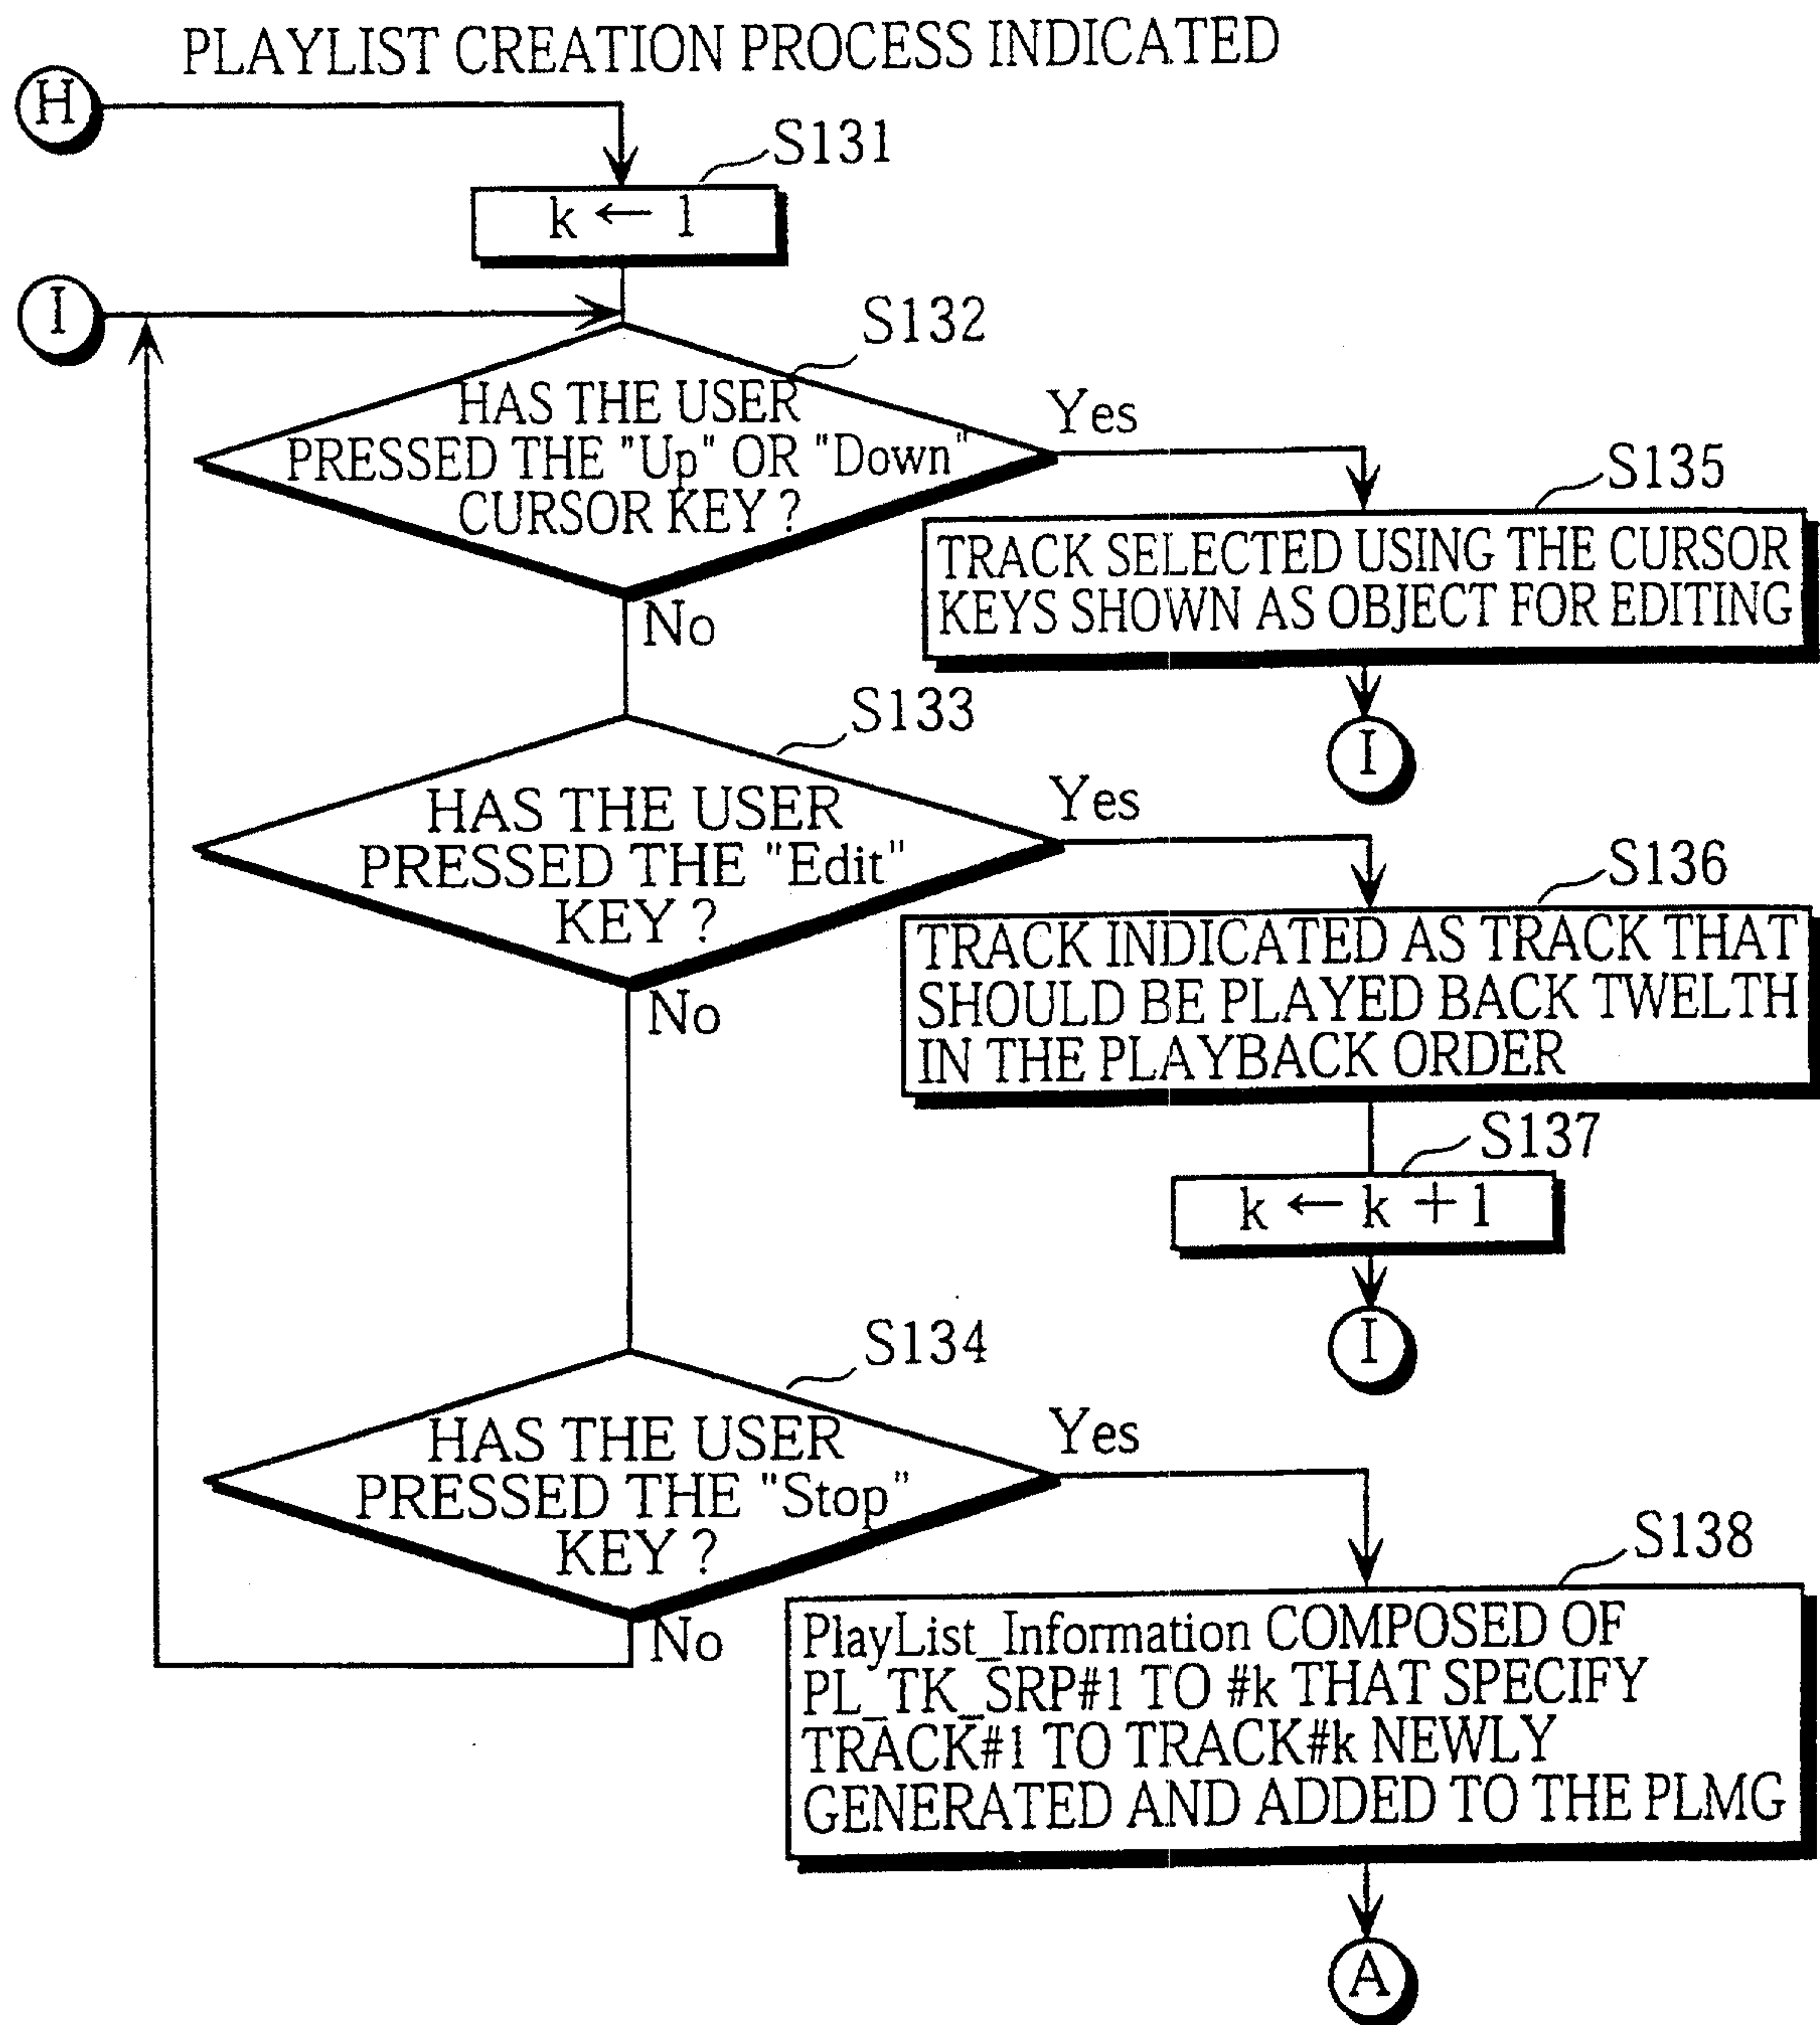 PLAYLIST CREATION PROCESS INDICATED
H
S131
k ← 1
I
S132
HAS THE USER
PRESSED THE "Up" OR "Down"
CURSOR KEY ?
Yes
No
S135
TRACK SELECTED USING THE CURSOR
KEYS SHOWN AS OBJECT FOR EDITING
I
S133
HAS THE USER
PRESSED THE "Edit"
KEY ?
Yes
No
S136
TRACK INDICATED AS TRACK THAT
SHOULD BE PLAYED BACK TWELTH
IN THE PLAYBACK ORDER
S137
k ← k + 1
I
S134
HAS THE USER
PRESSED THE "Stop"
KEY ?
Yes
No
S138
PlayList_Information COMPOSED OF
PL_TK_SRP#1 TO #k THAT SPECIFY
TRACK#1 TO TRACK#k NEWLY
GENERATED AND ADDED TO THE PLMG
A